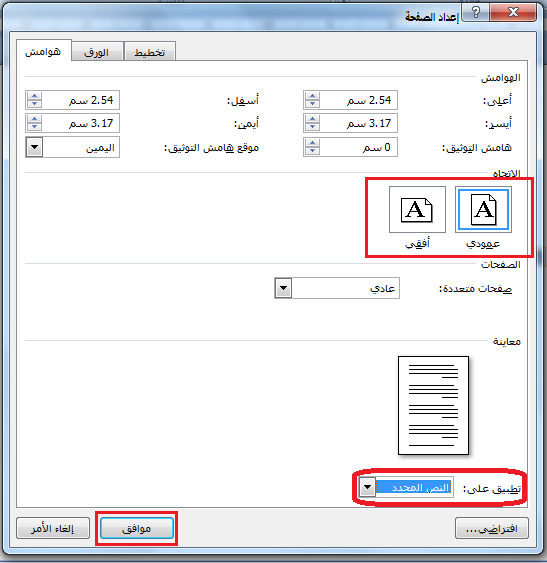 إعداد الصفحة
هوامش الورق تخطيط
الهوامش
أعلى: 2.54 سم أسفل: 2.54 سم
أيسر: 3.17 سم أيمن: 3.17 سم
هامش التوثيق: 0 سم موقع هامش التوثيق: اليمين
الاتجاه
A A
عمودي أفقي
الصفحات
صفحات متعددة: عادي
معاينة
تطبيق على: النص المحدد
افتراضي... موافق إلغاء الأمر